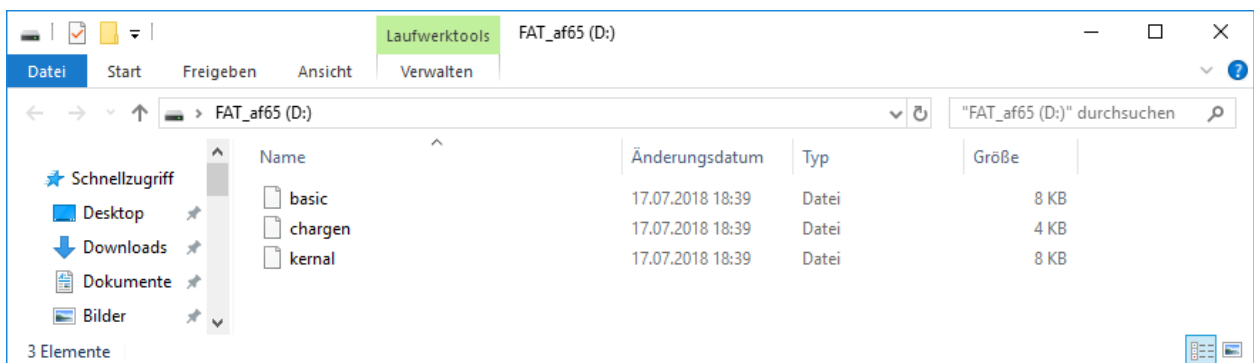 Laufwerktools FAT_af65 (D:)
Datei Start Freigeben Ansicht Verwalten
FAT_af65 (D:) "FAT_af65 (D:)" durchsuchen
Name Änderungsdatum Typ Größe
Schnellzugriff
Desktop
Downloads
Dokumente
Bilder
basic 17.07.2018 18:39 Datei 8 KB
chargen 17.07.2018 18:39 Datei 4 KB
kernal 17.07.2018 18:39 Datei 8 KB
3 Elemente